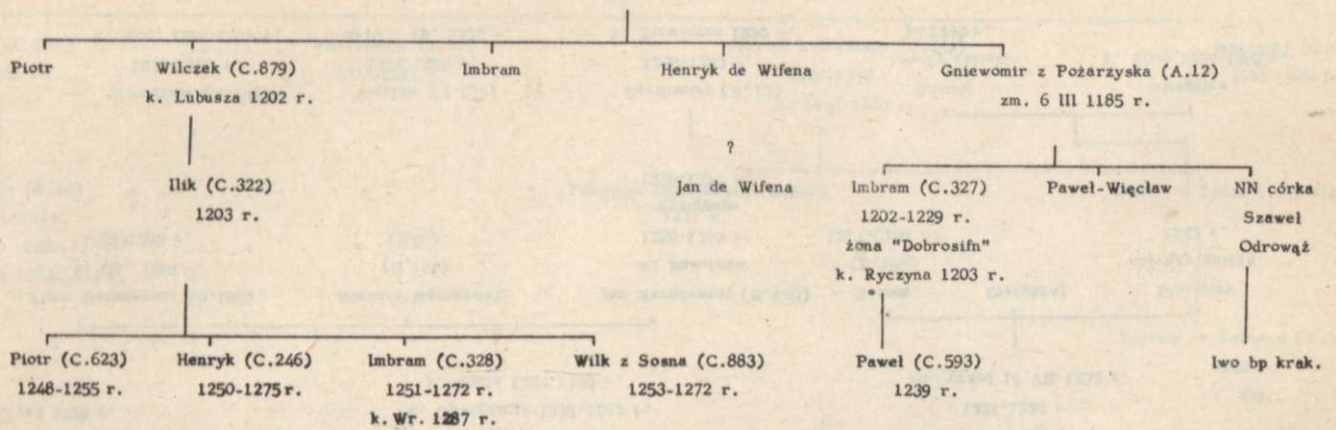 Piotr Wilczek (C.879) Imbram Henryk de Wifena Gniewomir z Pożarzyska (A.12)
k. Lubusza 1202 r. zm. 6 III 1185 r.
?
Ilik (C.322) Jan de Wifena Imbram (C.327) Paweł-Więcław NN córka
1203 r. 1202-1229 r. Szaweł
żona "Dobrosifn" Odrowąż
k. Ryczyna 1203 r.
Piotr (C.623) Henryk (C.246) Imbram (C.328) Wilk z Sosna (C.883) Paweł (C.593) Iwo bp krak.
1248-1255 r. 1250-1275 r. 1251-1272 r. 1253-1272 r. 1239 r.
k. Wr. 1287 r.